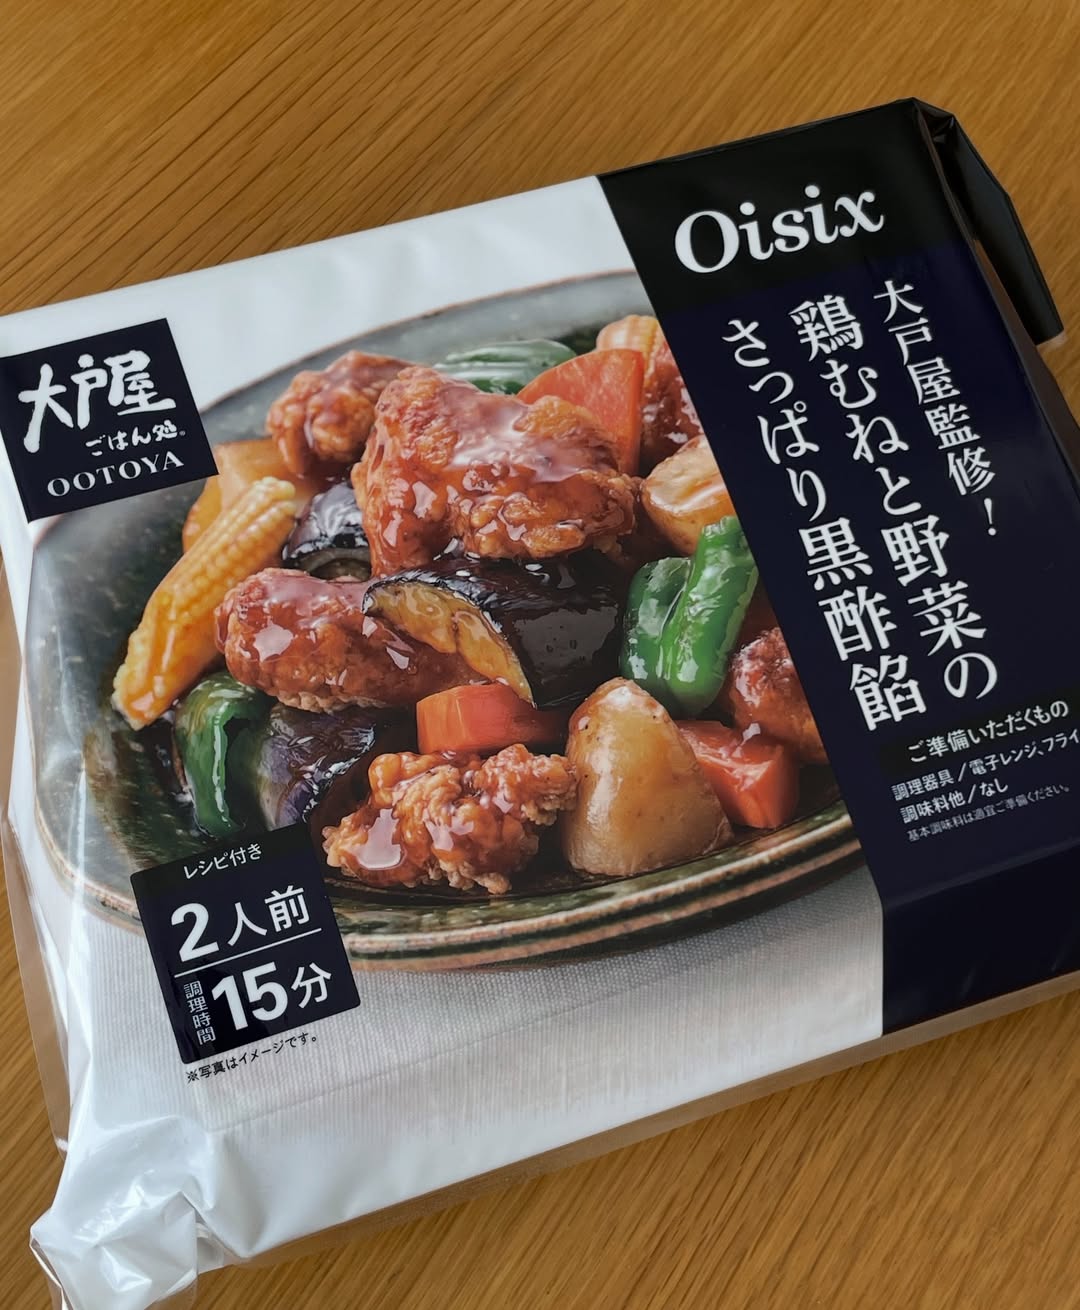 Oisix
大戸屋監修！
鶏むねと野菜の
さっぱり黒酢餡
大戸屋
ごはん処®
OOTOYA
ご準備いただくもの
調理器具/電子レンジ、フライ
調味料他/なし
基本調味料は適宜ご準備ください。
レシピ付き
2人前
調理時間
15分
※写真はイメージです。